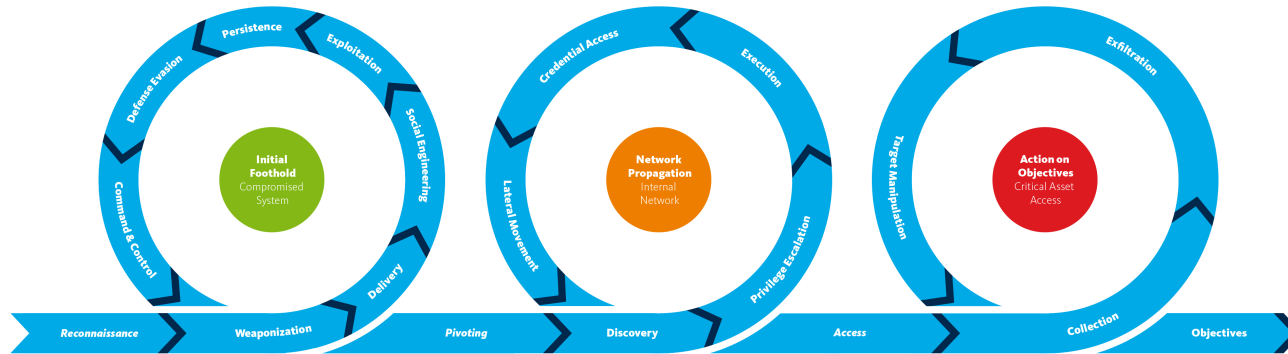 Reconnaissance
Weaponization
Delivery
Social Engineering
Exploitation
Persistence
Defense Evasion
Command & Control
Initial
Foothold
Compromised
System
Pivoting
Discovery
Privilege Escalation
Execution
Credential Access
Lateral Movement
Network
Propagation
Internal
Network
Access
Collection
Exfiltration
Target Manipulation
Action on
Objectives
Critical Asset
Access
Objectives